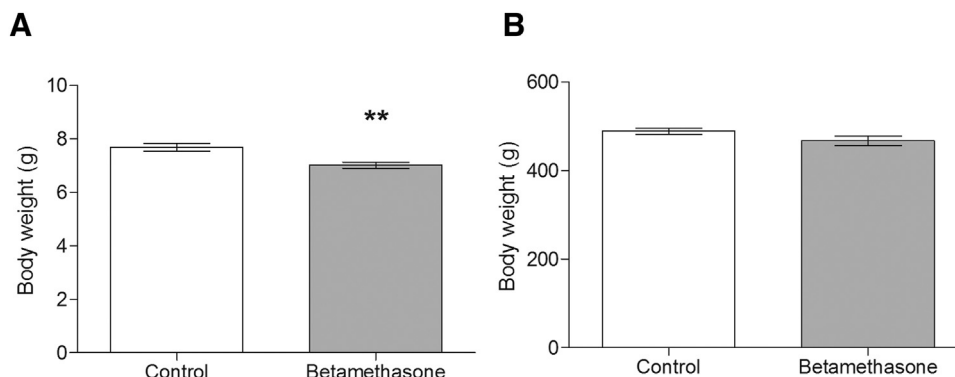 A
Body weight (g)
10
8
6
4
2
0
**
Control
Betamethasone
B
Body weight (g)
600
400
200
0
Control
Betamethasone